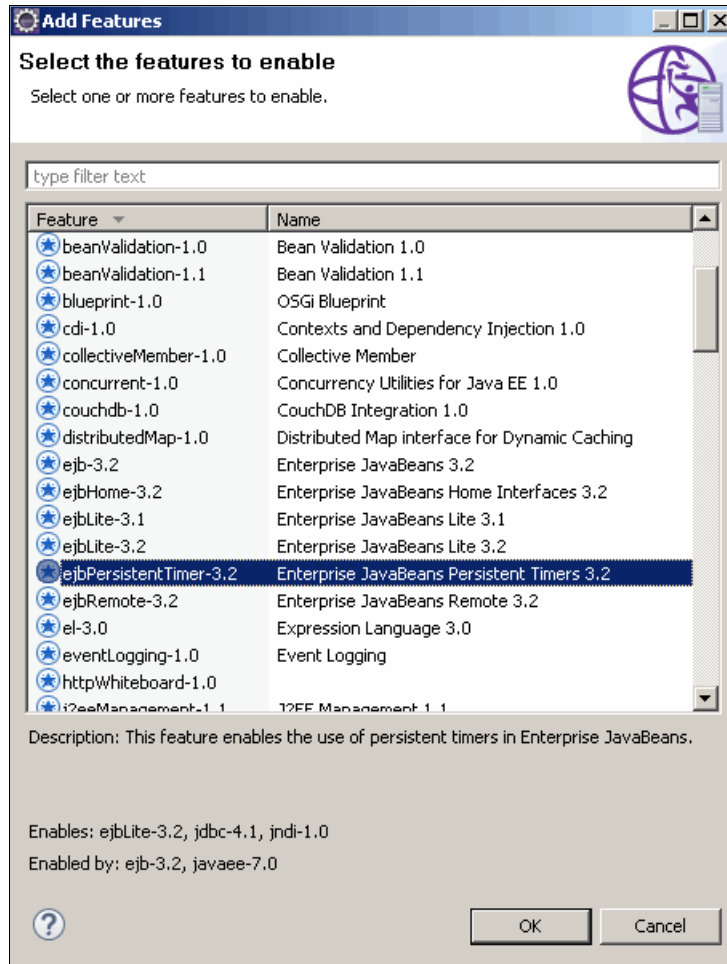 Add Features
Select the features to enable
Select one or more features to enable.
type filter text
Feature Name
beanValidation-1.0 Bean Validation 1.0
beanValidation-1.1 Bean Validation 1.1
blueprint-1.0 OSGi Blueprint
cdi-1.0 Contexts and Dependency Injection 1.0
collectiveMember-1.0 Collective Member
concurrent-1.0 Concurrency Utilities for Java EE 1.0
couchdb-1.0 CouchDB Integration 1.0
distributedMap-1.0 Distributed Map interface for Dynamic Caching
ejb-3.2 Enterprise JavaBeans 3.2
ejbHome-3.2 Enterprise JavaBeans Home Interfaces 3.2
ejbLite-3.1 Enterprise JavaBeans Lite 3.1
ejbLite-3.2 Enterprise JavaBeans Lite 3.2
ejbPersistentTimer-3.2 Enterprise JavaBeans Persistent Timers 3.2
ejbRemote-3.2 Enterprise JavaBeans Remote 3.2
el-3.0 Expression Language 3.0
eventLogging-1.0 Event Logging
httpWhiteboard-1.0
j2eeManagement-1.1 J2EE Management 1.1
Description: This feature enables the use of persistent timers in Enterprise JavaBeans.
Enables: ejbLite-3.2, jdbc-4.1, jndi-1.0
Enabled by: ejb-3.2, javaee-7.0
? OK Cancel